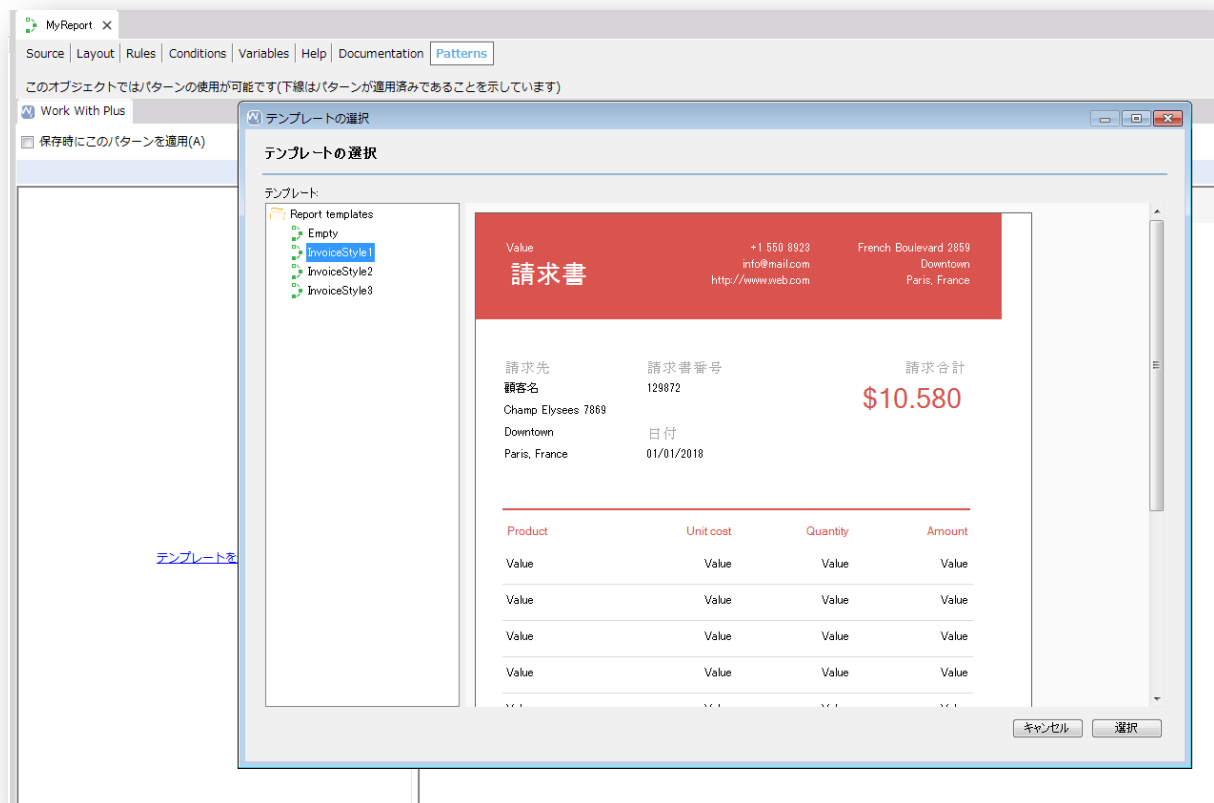 MyReport
Source Layout Rules Conditions Variables Help Documentation Patterns
このオブジェクトではパターンの使用が可能です(下線はパターンが適用済みであることを示しています)
Work With Plus
保存時にこのパターンを適用(A)
テンプレートを
テンプレートの選択
テンプレートの選択
テンプレート:
Report templates
Empty
InvoiceStyle1
InvoiceStyle2
InvoiceStyle3
Value
請求書
+1 550 8923
info@mail.com
http://www.web.com
French Boulevard 2859
Downtown
Paris, France
請求先
顧客名
Champ Elysees 7869
Downtown
Paris, France
請求書番号
129872
日付
01/01/2018
請求合計
$10.580
Product Unit cost Quantity Amount
Value Value Value Value
Value Value Value Value
Value Value Value Value
Value Value Value Value
キャンセル 選択